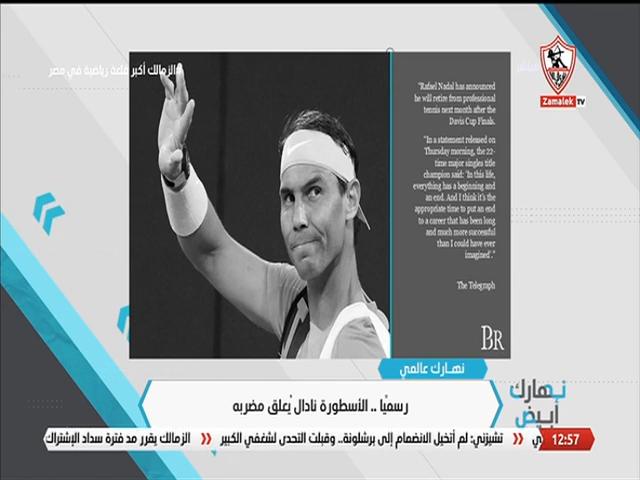 #الزمالك أكبر قلعة رياضية في مصر
Zamalek TV
"Rafael Nadal has announced
he will retire from professional
tennis next month after the
Davis Cup Finals.
"In a statement released on
Thursday morning, the 22-
time major singles title
champion said: 'In this life,
everything has a beginning and
an end. And I think it's the
appropriate time to put an end
to a career that has been long
and much more successful
than I could have ever
imagined'."
The Telegraph
BR
نهارك عالمي
رسميًا .. الأسطورة نادال يُعلق مضربه
نهارك
أبيض
12:57
تشيزني: لم أتخيل الانضمام إلى برشلونة.. وقبلت التحدى لشغفي الكبير
الزمالك يقرر مد فترة سداد الإشتراك